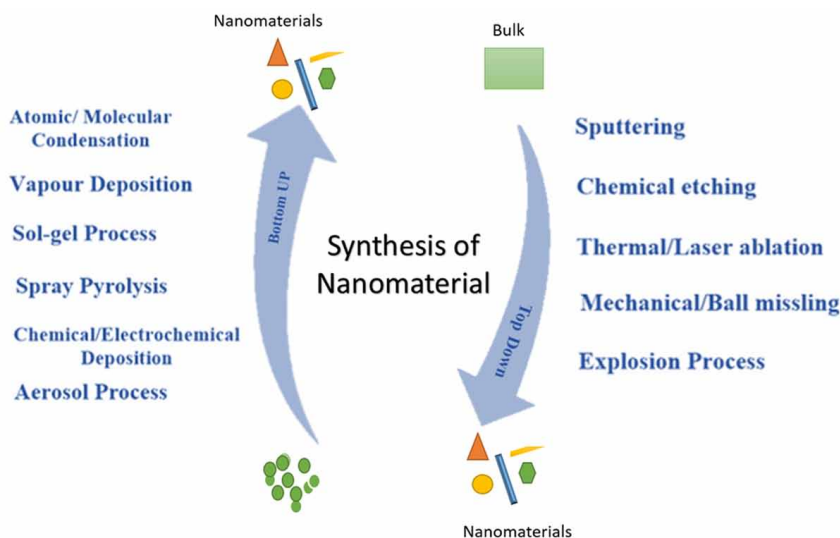 Nanomaterials
Atomic/ Molecular
Condensation
Vapour Deposition
Sol-gel Process
Spray Pyrolysis
Chemical/Electrochemical
Deposition
Aerosol Process
Bottom UP
Synthesis of
Nanomaterial
Bulk
Sputtering
Chemical etching
Thermal/Laser ablation
Mechanical/Ball missling
Explosion Process
Top Down
Nanomaterials